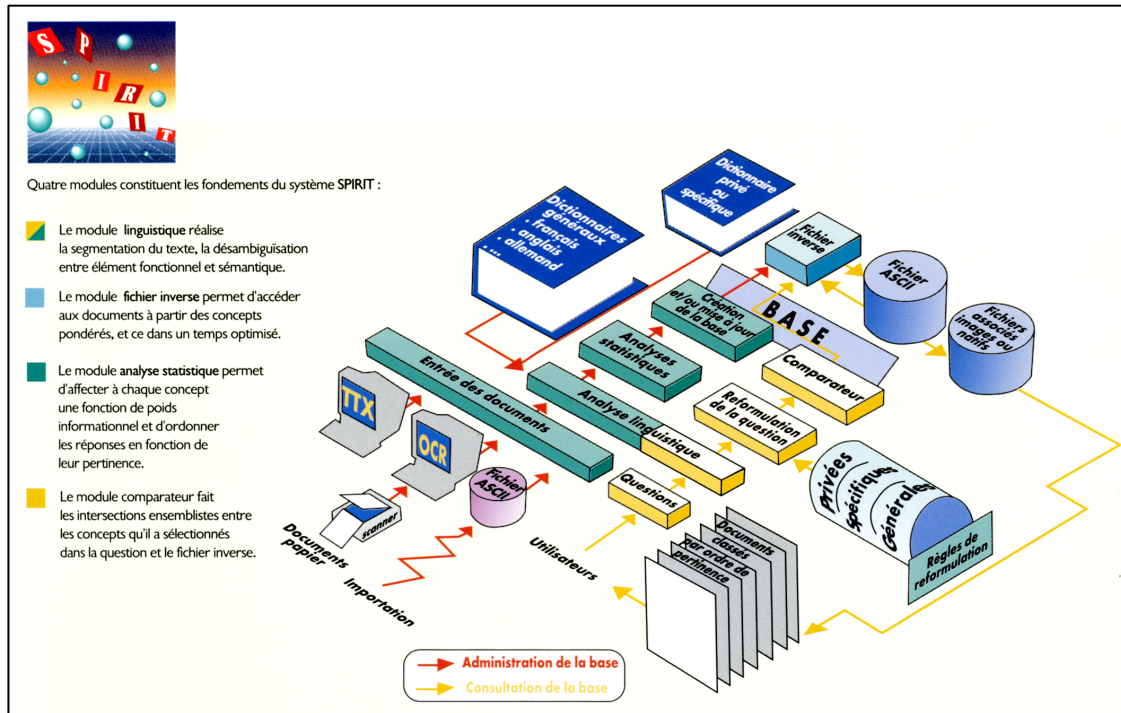 S P I R I T
Quatre modules constituent les fondements du système SPIRIT :
Le module linguistique réalise
la segmentation du texte, la désambiguïsation
entre élément fonctionnel et sémantique.
Le module fichier inverse permet d'accéder
aux documents à partir des concepts
pondérés, et ce dans un temps optimisé.
Le module analyse statistique permet
d'affecter à chaque concept
une fonction de poids
informationnel et d'ordonner
les réponses en fonction de
leur pertinence.
Le module comparateur fait
les intersections ensemblistes entre
les concepts qu'il a sélectionnés
dans la question et le fichier inverse.
Dictionnaires
généraux
. français
. anglais
. allemand
. ...
Dictionnaire
privé
ou
spécifique
Fichier
inverse
Fichier
ASCII
Fichiers
associés
images ou
natifs
BASE
Création
et/ou mise à jour
de la base
Analyses
statistiques
Comparateur
Reformulation
de la question
Entrée des documents
Analyse linguistique
Questions
TTX
OCR
Fichier
ASCII
scanner
Documents
papier
Importation
Utilisateurs
Documents
classés
par ordre de
pertinence
Privées
Spécifiques
Générales
Règles de
reformulation
Administration de la base
Consultation de la base